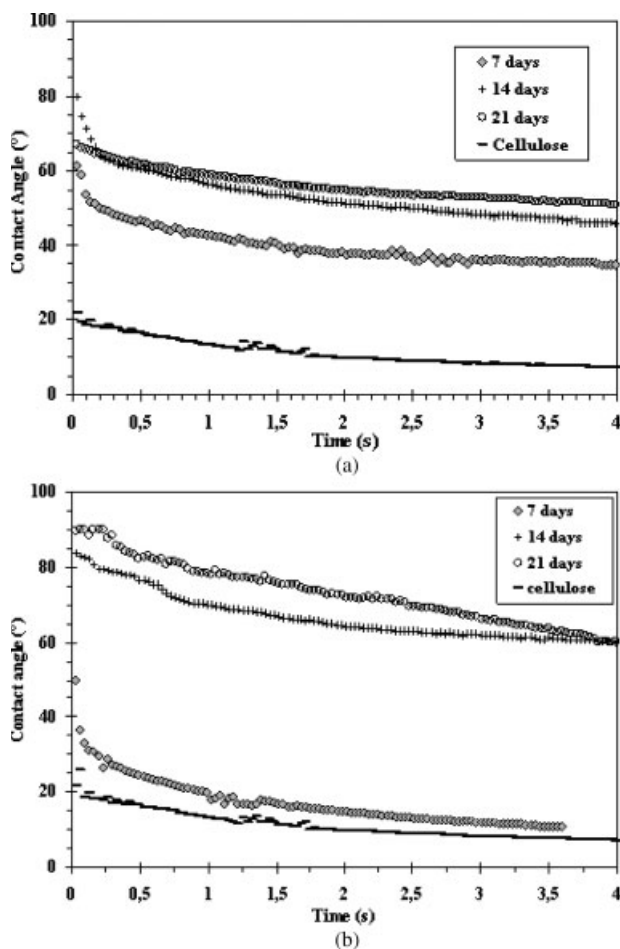 100
80
60
40
20
0
Contact Angle (°)
7 days
14 days
21 days
Cellulose
0 0,5 1 1,5 2 2,5 3 3,5 4
Time (s)
(a)
100
80
60
40
20
0
Contact angle (°)
7 days
14 days
21 days
cellulose
0 0,5 1 1,5 2 2,5 3 3,5 4
Time (s)
(b)